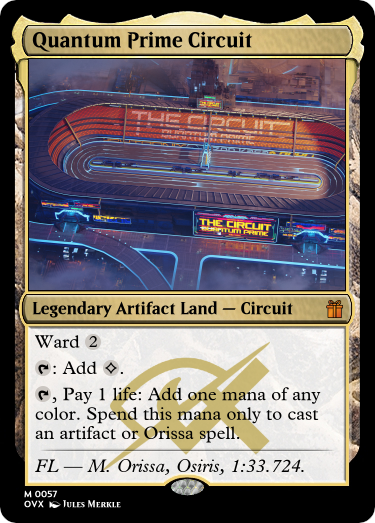 Quantum Prime Circuit
THE CIRCUIT
QUANTUM PRIME
THE CIRCUIT
QUANTUM PRIME
Legendary Artifact Land — Circuit
Ward 2
: Add .
, Pay 1 life: Add one mana of any
color. Spend this mana only to cast
an artifact or Orissa spell.
FL — M. Orissa, Osiris, 1:33.724.
M 0057
OVX Jules Merkle